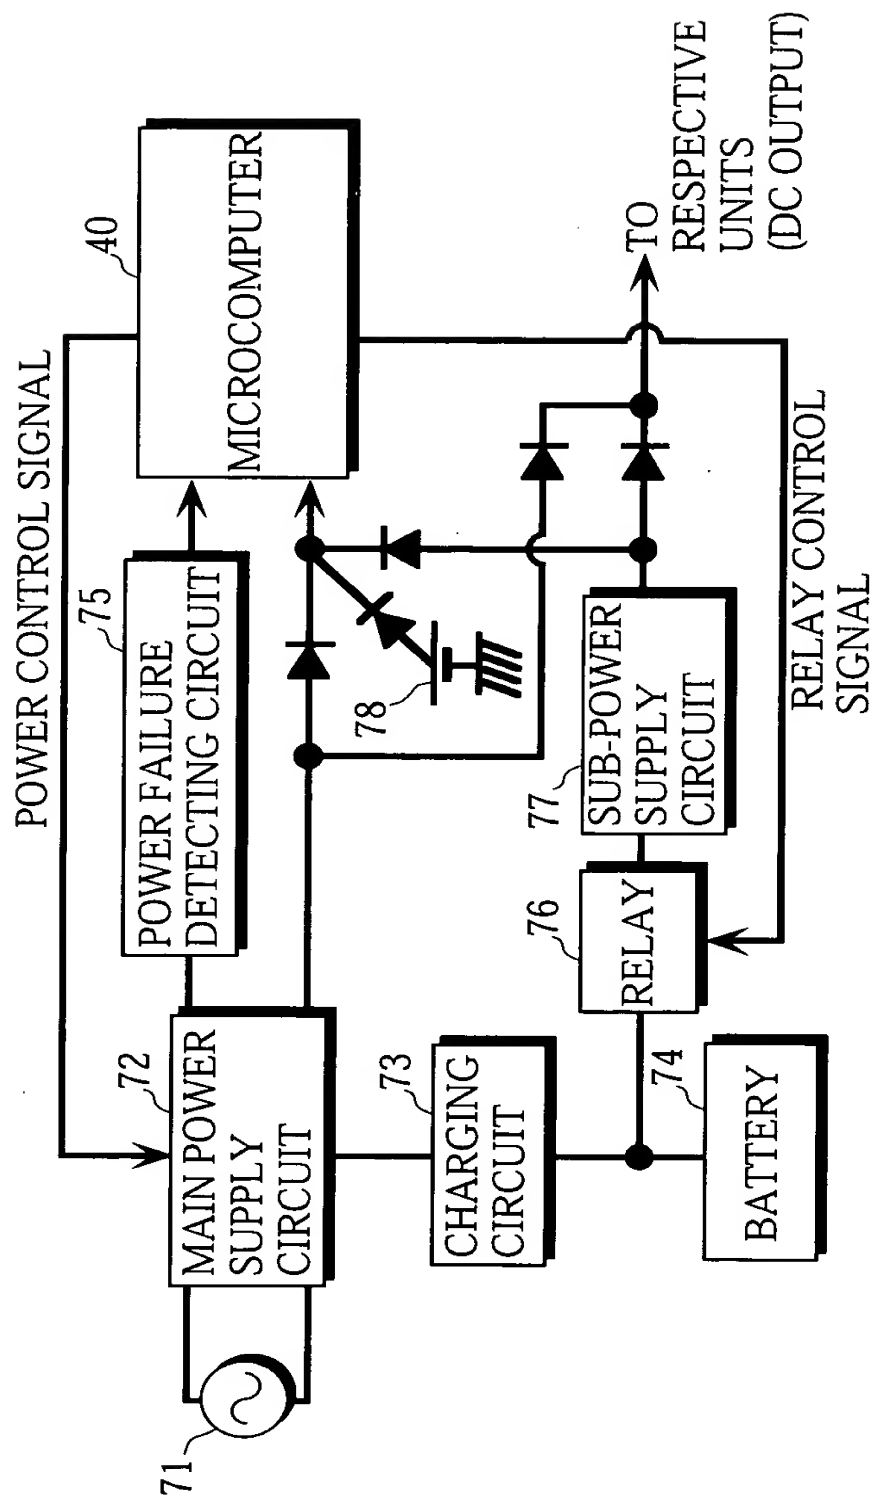 POWER CONTROL SIGNAL
40
MICROCOMPUTER
75
POWER FAILURE
DETECTING CIRCUIT
72
MAIN POWER
SUPPLY
CIRCUIT
71
78
73
CHARGING
CIRCUIT
74
BATTERY
76
RELAY
77
SUB-POWER
SUPPLY
CIRCUIT
TO
RESPECTIVE
UNITS
(DC OUTPUT)
RELAY CONTROL
SIGNAL